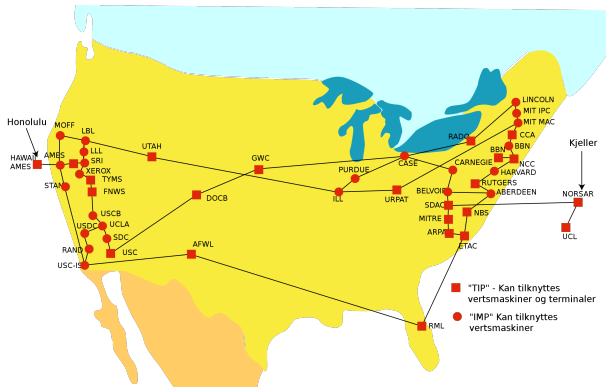 LINCOLN
MIT IPC
MOFF
LBL
MIT MAC
Honolulu
CCA
RADC
Kjeller
UTAH
LLL
BBN
BBN
HAWAII
AMES
AMES
SRI
GWC
CASE
NCC
XEROX
PURDUE
CARNEGIE
HARVARD
TYMS
STAN
RUTGERS
FNWS
DOCB
ILL
URPAT
BELVOIR
ABERDEEN
NORSAR
SDAC
USCB
NBS
MITRE
USDC
UCLA
ARPA
SDC
UCL
AFWL
ETAC
RAND
USC
USC-ISI
"TIP" - Kan tilknyttes
vertsmaskiner og terminaler
"IMP" Kan tilknyttes
vertsmaskiner
RML